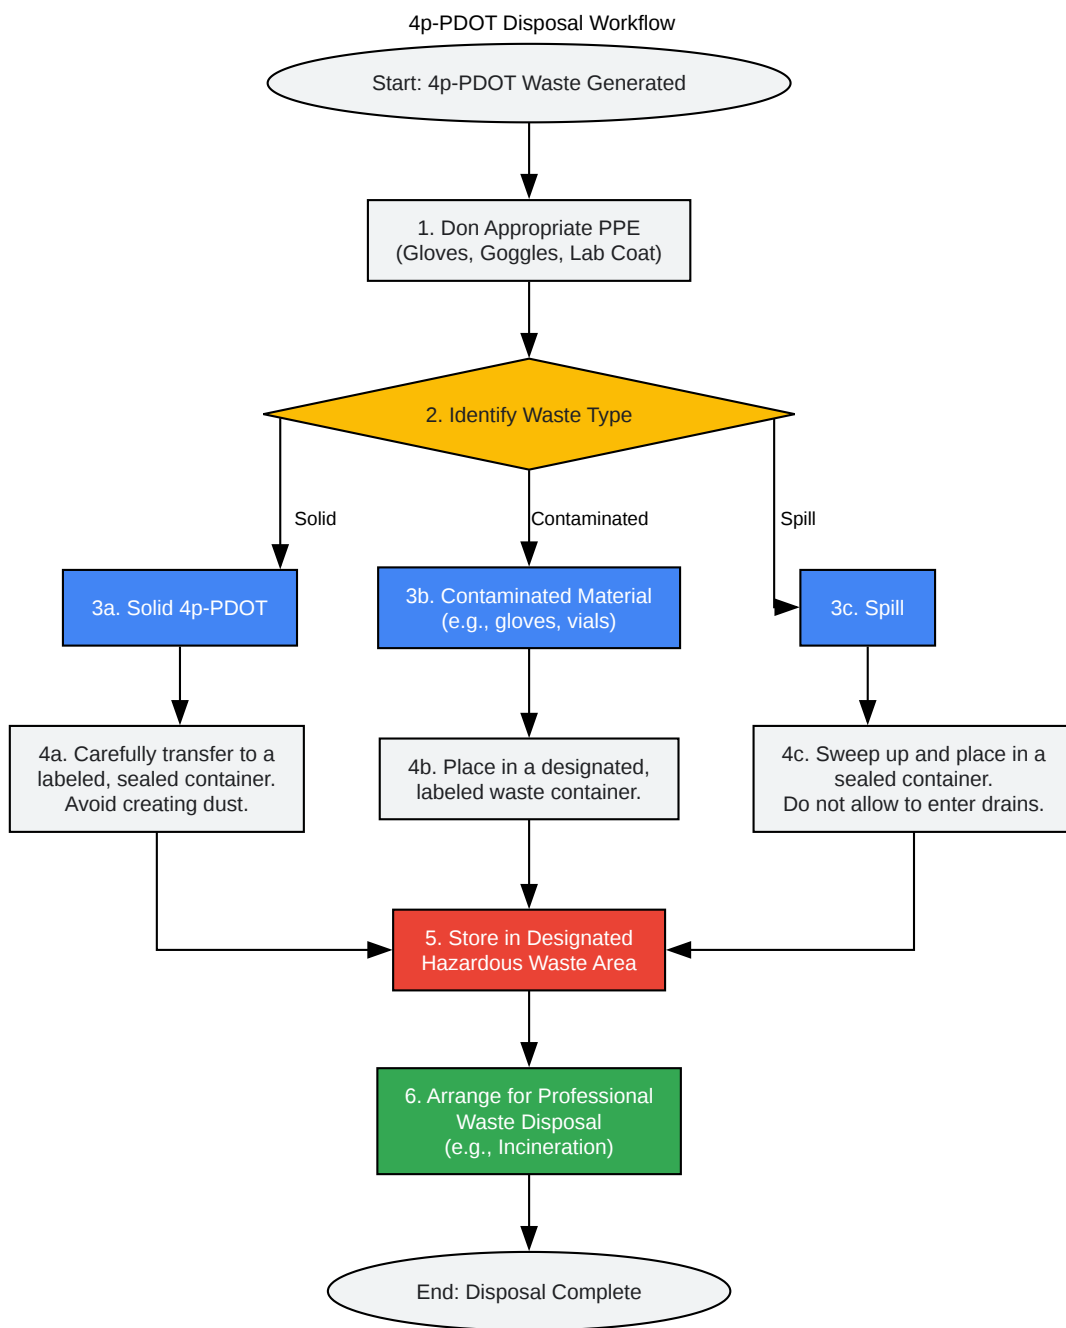 4p-PDOT Disposal Workflow
Start: 4p-PDOT Waste Generated
1. Don Appropriate PPE
(Gloves, Goggles, Lab Coat)
2. Identify Waste Type
Solid
Contaminated
Spill
3a. Solid 4p-PDOT
3b. Contaminated Material
(e.g., gloves, vials)
3c. Spill
4a. Carefully transfer to a
labeled, sealed container.
Avoid creating dust.
4b. Place in a designated,
labeled waste container.
4c. Sweep up and place in a
sealed container.
Do not allow to enter drains.
5. Store in Designated
Hazardous Waste Area
6. Arrange for Professional
Waste Disposal
(e.g., Incineration)
End: Disposal Complete